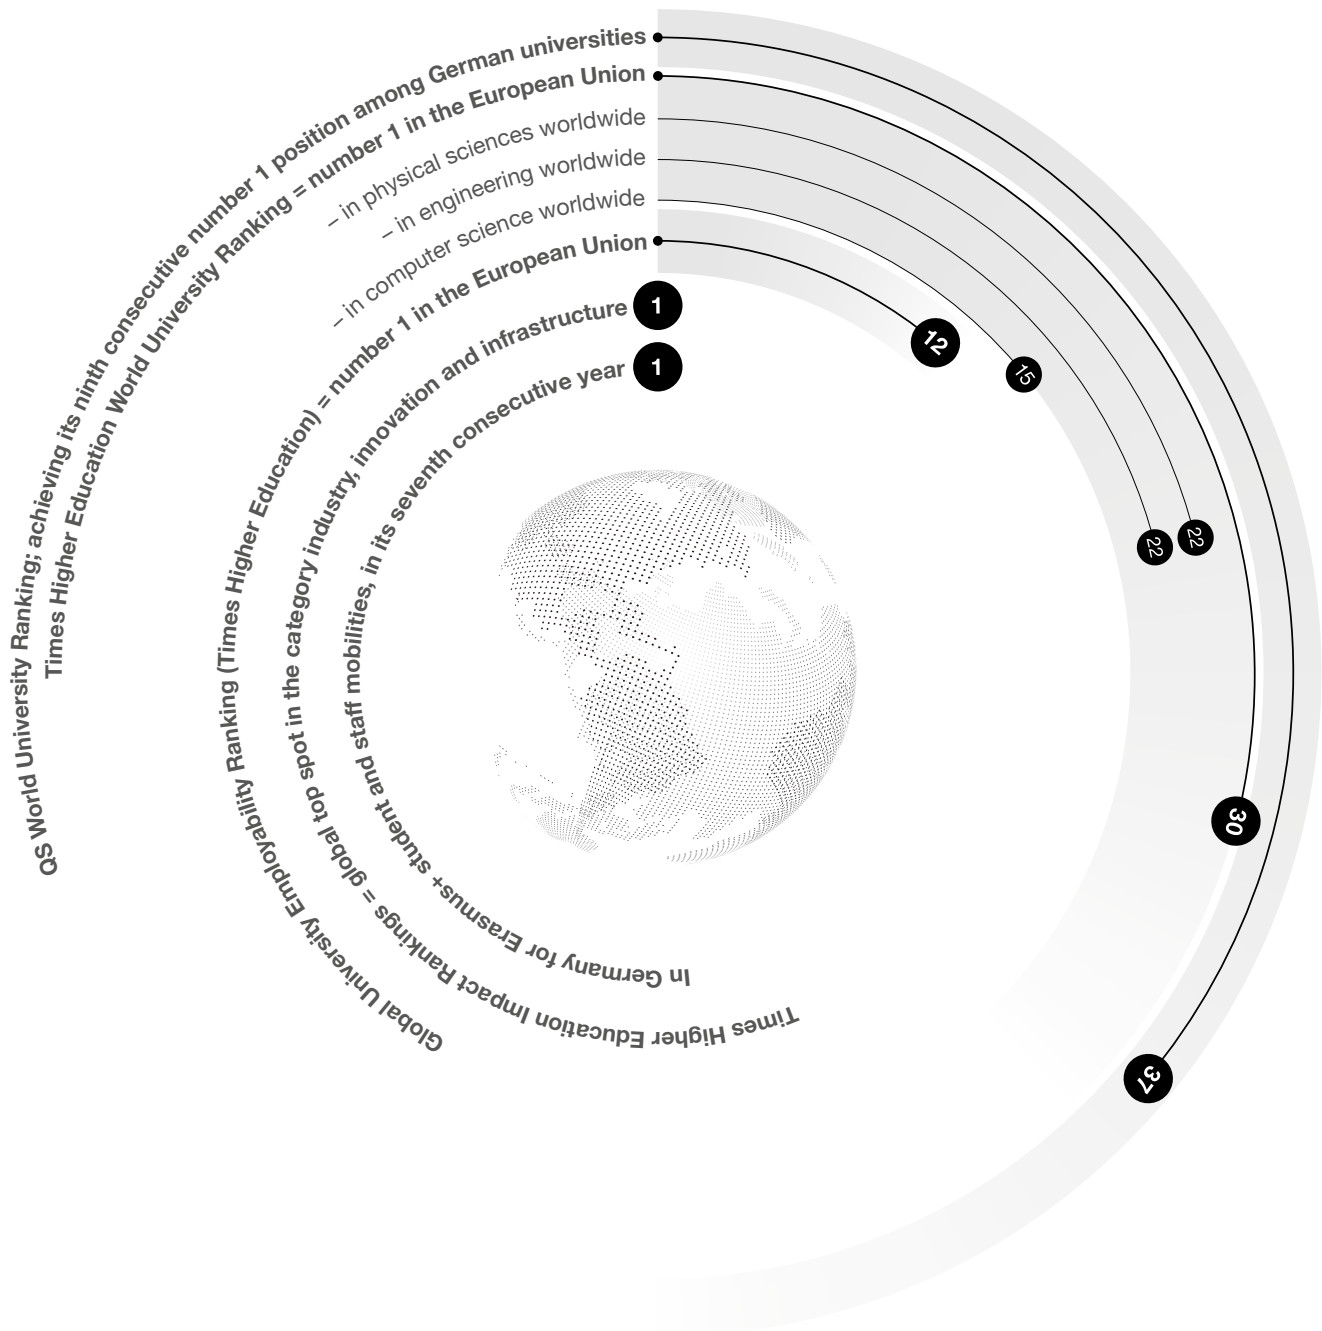 QS World University Ranking; achieving its ninth consecutive number 1 position among German universities
37
Times Higher Education World University Ranking = number 1 in the European Union
30
– in physical sciences worldwide
22
– in engineering worldwide
22
– in computer science worldwide
15
Global University Employability Ranking (Times Higher Education) = number 1 in the European Union
12
Times Higher Education Impact Rankings = global top spot in the category industry, innovation and infrastructure
1
In Germany for Erasmus+ student and staff mobilities, in its seventh consecutive year
1